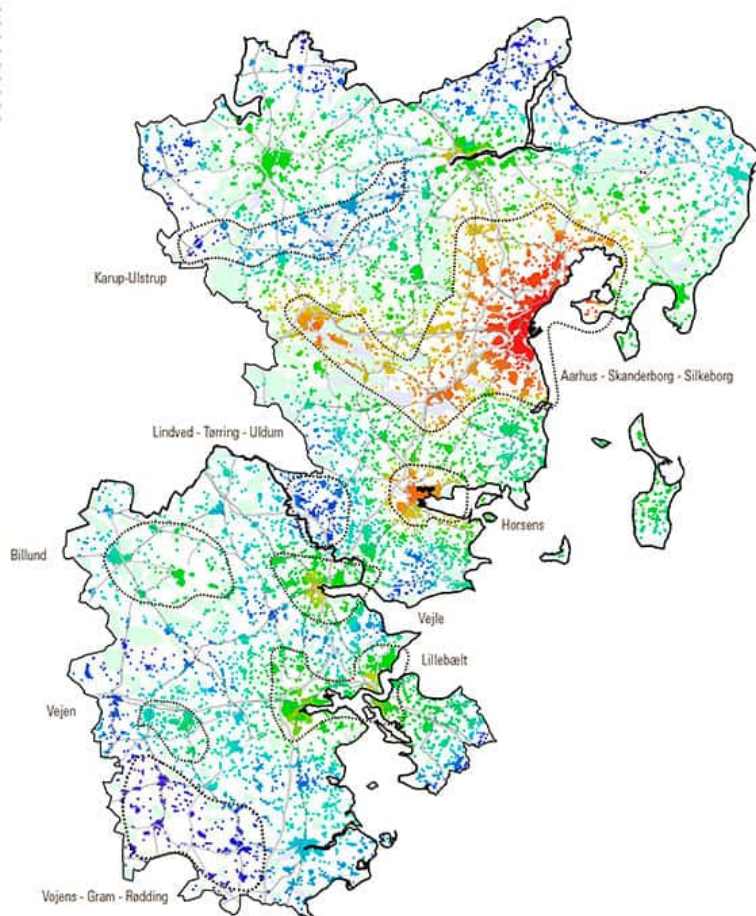 Karup-Ulstrup
Aarhus - Skanderborg - Silkeborg
Lindved - Tørring - Uldum
Horsens
Billund
Vejle
Lillebælt
Vejen
Vojens - Gram - Rødding